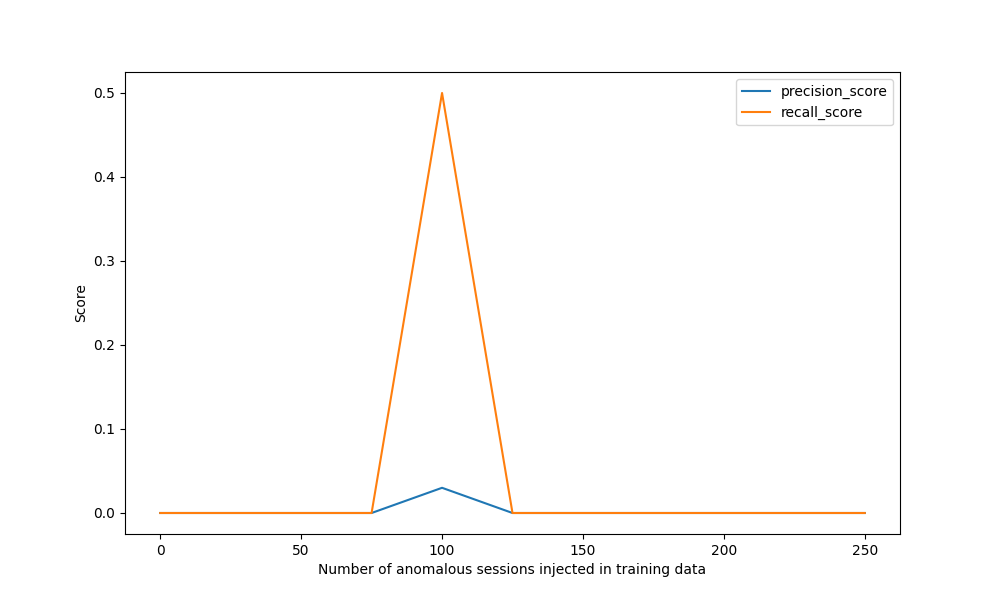 precision_score
recall_score
0.5
0.4
0.3
0.2
0.1
0.0
Score
0 50 100 150 200 250
Number of anomalous sessions injected in training data